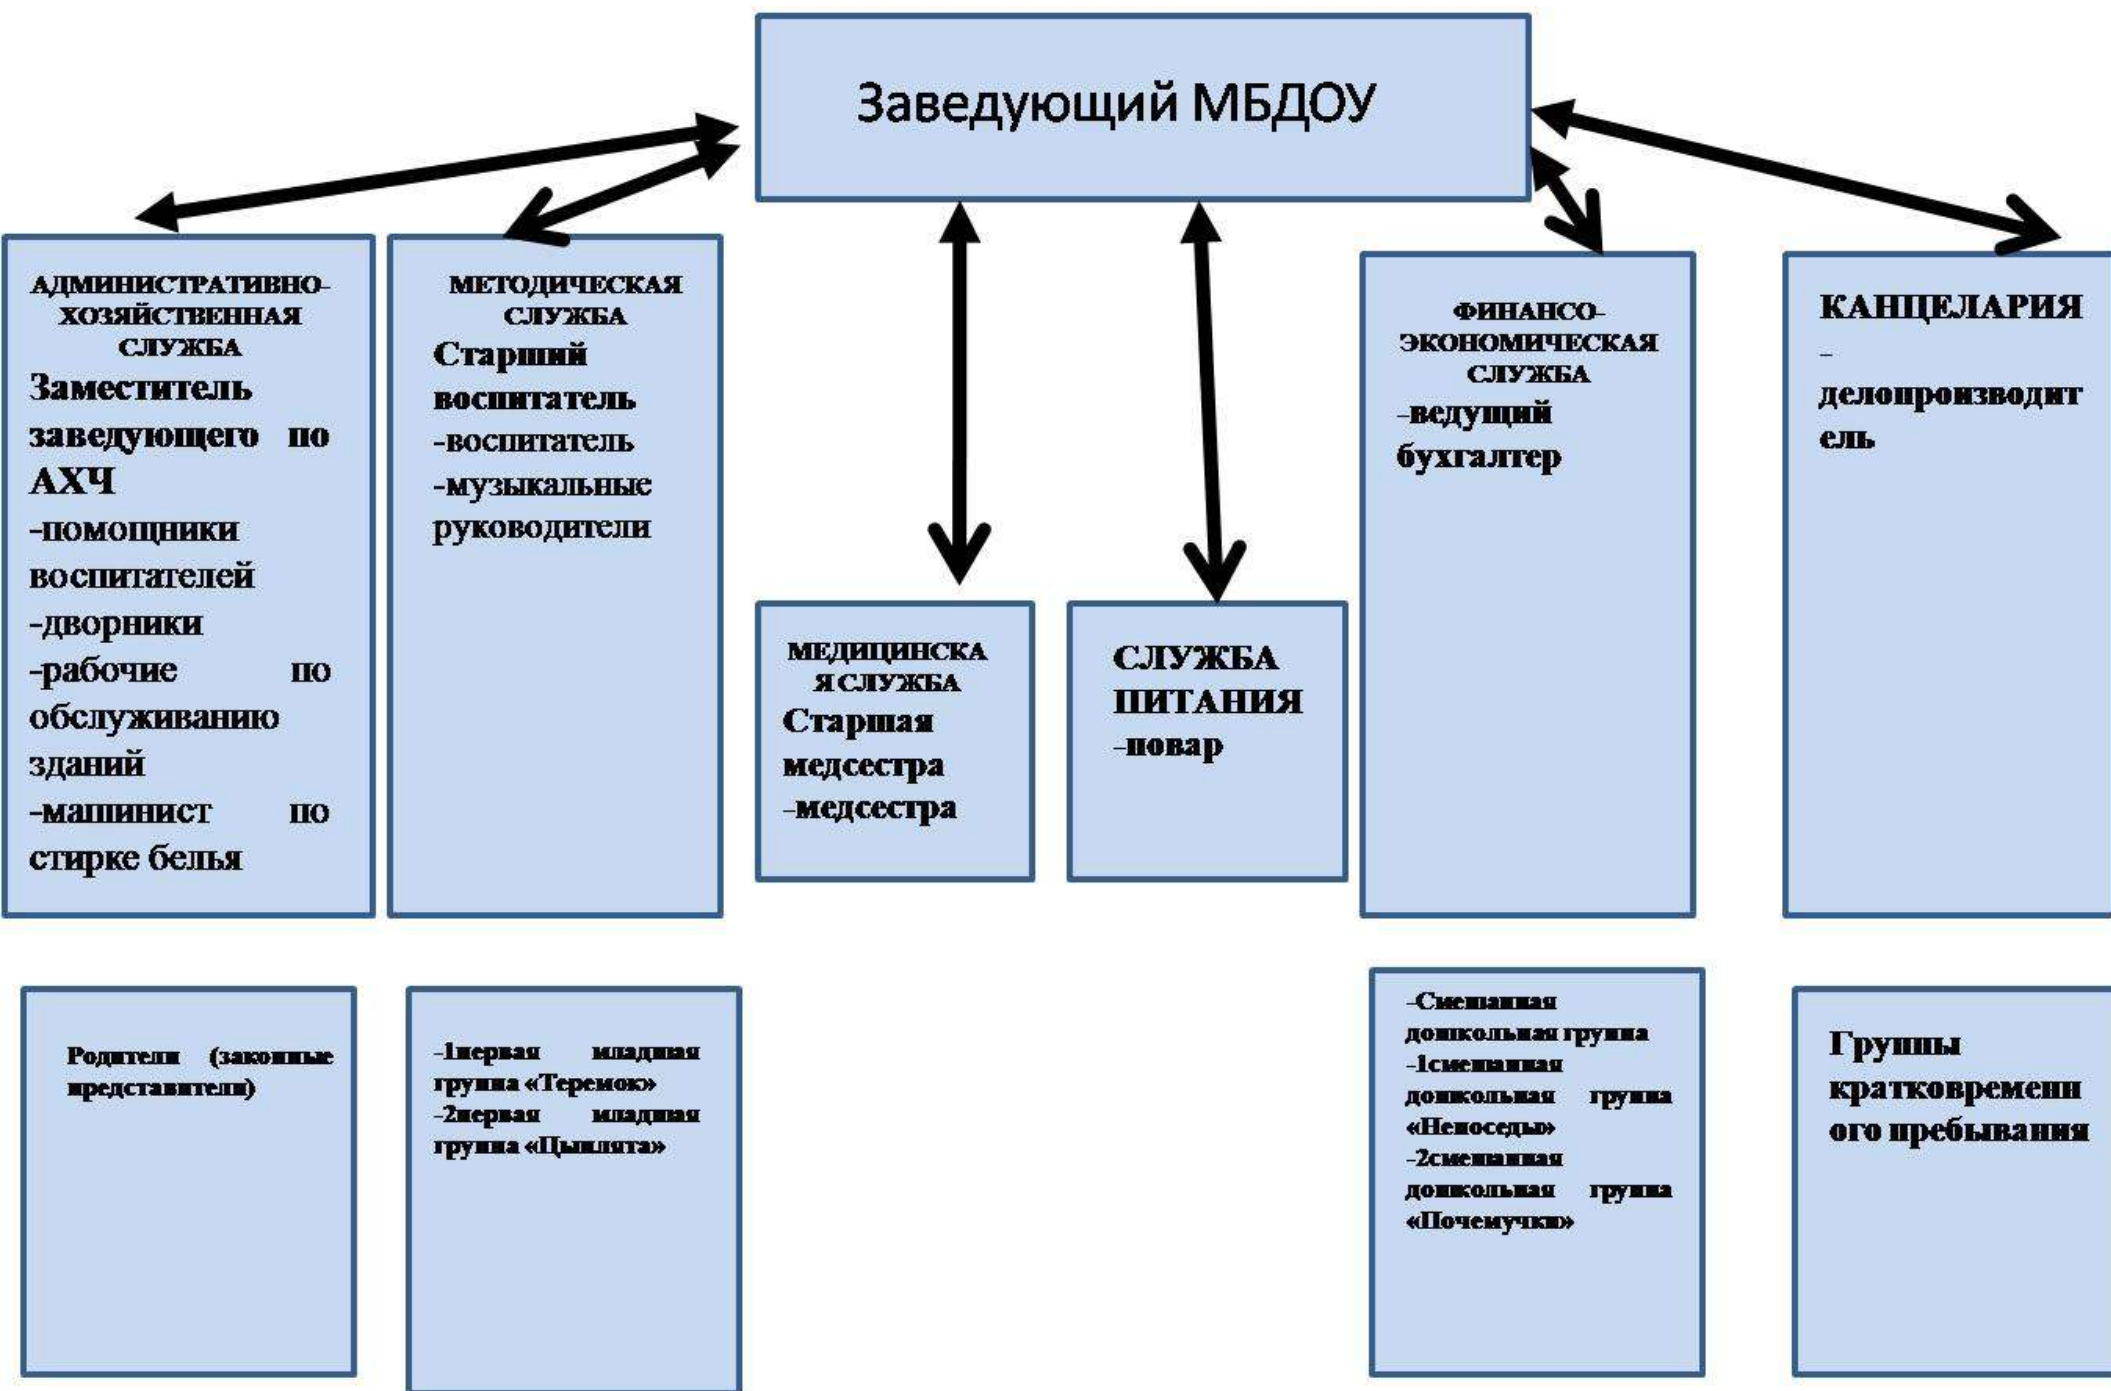 Заведующий МБДОУ
АДМИНИСТРАТИВНО-
ХОЗЯЙСТВЕННАЯ
СЛУЖБА
Заместитель
заведующего по
АХЧ
-помощники
воспитателей
-дворники
-рабочие по
обслуживанию
зданий
-машинист по
стирке белья
МЕТОДИЧЕСКАЯ
СЛУЖБА
Старший
воспитатель
-воспитатель
-музыкальные
руководители
МЕДИЦИНСКА
Я СЛУЖБА
Старшая
медсестра
-медсестра
СЛУЖБА
ПИТАНИЯ
-повар
ФИНАНСО-
ЭКОНОМИЧЕСКАЯ
СЛУЖБА
-ведущий
бухгалтер
КАНЦЕЛАРИЯ
-
делопроизводит
ель
Родители (законные
представители)
-1первая младшая
группа «Теремок»
-2первая младшая
группа «Цыплята»
-Смешанная
дошкольная группа
-1смешанная
дошкольная группа
«Непоседы»
-2смешанная
дошкольная группа
«Почемучки»
Группы
кратковременн
ого пребывания